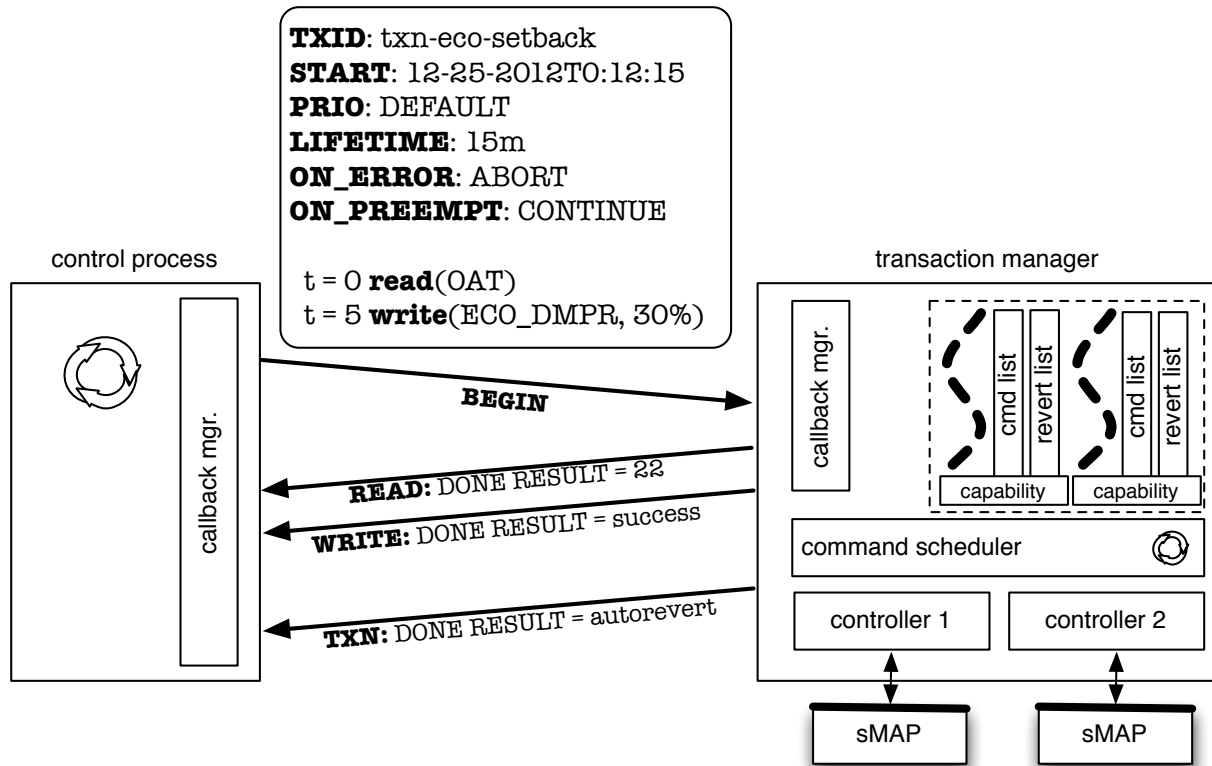 TXID: txn-eco-setback
START: 12-25-2012T0:12:15
PRIO: DEFAULT
LIFETIME: 15m
ON_ERROR: ABORT
ON_PREEMPT: CONTINUE
t = 0 read(OAT)
t = 5 write(ECO_DMPR, 30%)
control process
callback mgr.
BEGIN
READ: DONE RESULT = 22
WRITE: DONE RESULT = success
TXN: DONE RESULT = autorevert
transaction manager
callback mgr.
cmd list
revert list
cmd list
revert list
capability
capability
command scheduler
controller 1
controller 2
sMAP
sMAP